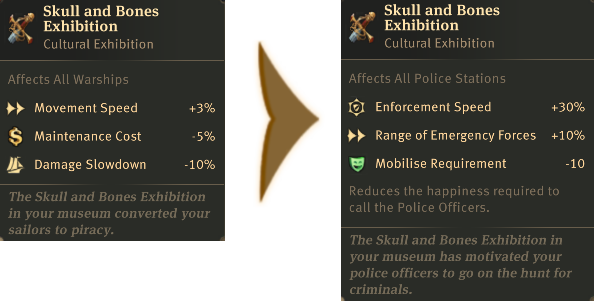 Skull and Bones
Exhibition
Cultural Exhibition
Affects All Warships
Movement Speed +3%
Maintenance Cost -5%
Damage Slowdown -10%
The Skull and Bones Exhibition
in your museum converted your
sailors to piracy.
Skull and Bones
Exhibition
Cultural Exhibition
Affects All Police Stations
Enforcement Speed +30%
Range of Emergency Forces +10%
Mobilise Requirement -10
Reduces the happiness required to
call the Police Officers.
The Skull and Bones Exhibition in
your museum has motivated your
police officers to go on the hunt for
criminals.